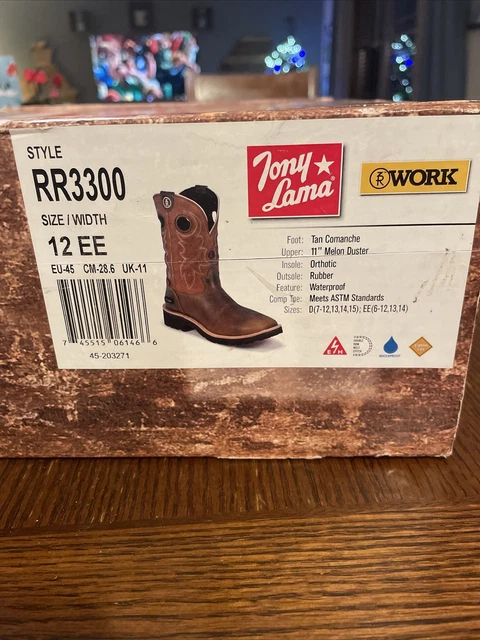 STYLE
RR3300
SIZE / WIDTH
12 EE
EU-45 CM-28.6 UK-11
7 45515 06146 6
45-203271
Tony Lama
WORK
Foot: Tan Comanche
Upper: 11" Melon Duster
Insole: Orthotic
Outsole: Rubber
Feature: Waterproof
Comp Toe: Meets ASTM Standards
Sizes: D(7-12,13,14,15); EE(6-12,13,14)
E H
WATERPROOF